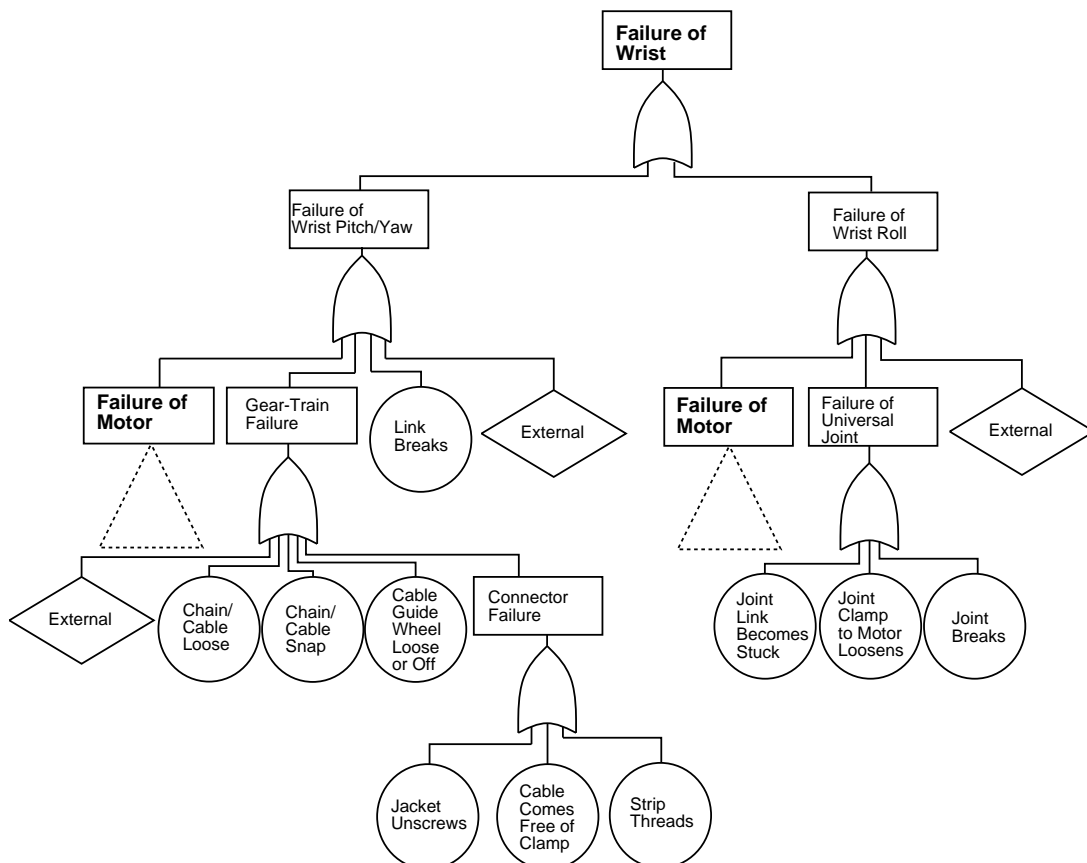 Failure of
Wrist
Failure of
Wrist Pitch/Yaw
Failure of
Wrist Roll
Failure of
Motor
Gear-Train
Failure
Link
Breaks
External
Failure of
Motor
Failure of
Universal
Joint
External
External
Chain/
Cable
Loose
Chain/
Cable
Snap
Cable
Guide
Wheel
Loose
or Off
Connector
Failure
Joint
Link
Becomes
Stuck
Joint
Clamp
to Motor
Loosens
Joint
Breaks
Jacket
Unscrews
Cable
Comes
Free of
Clamp
Strip
Threads